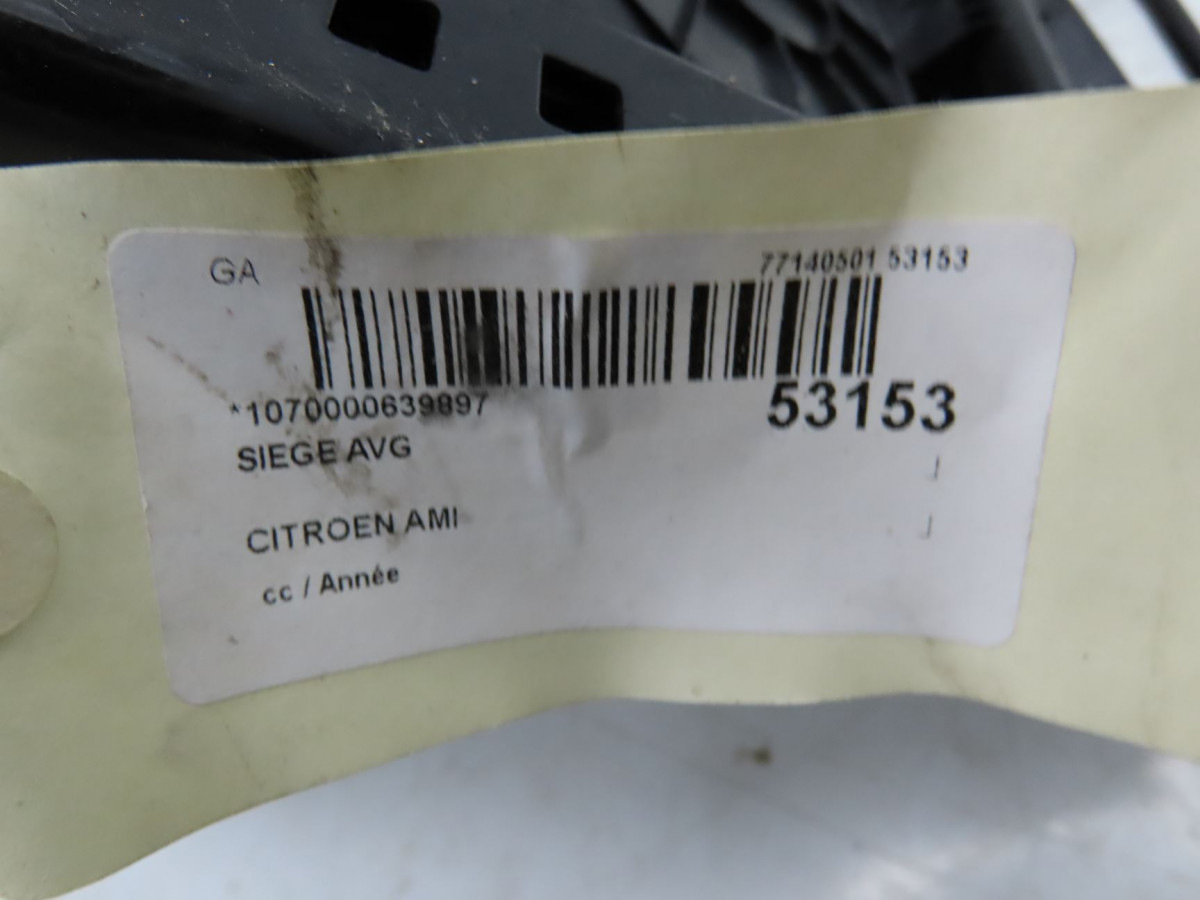 GA
77140501 53153
*1070000639897
53153
SIEGE AVG
CITROEN AMI
cc / Année